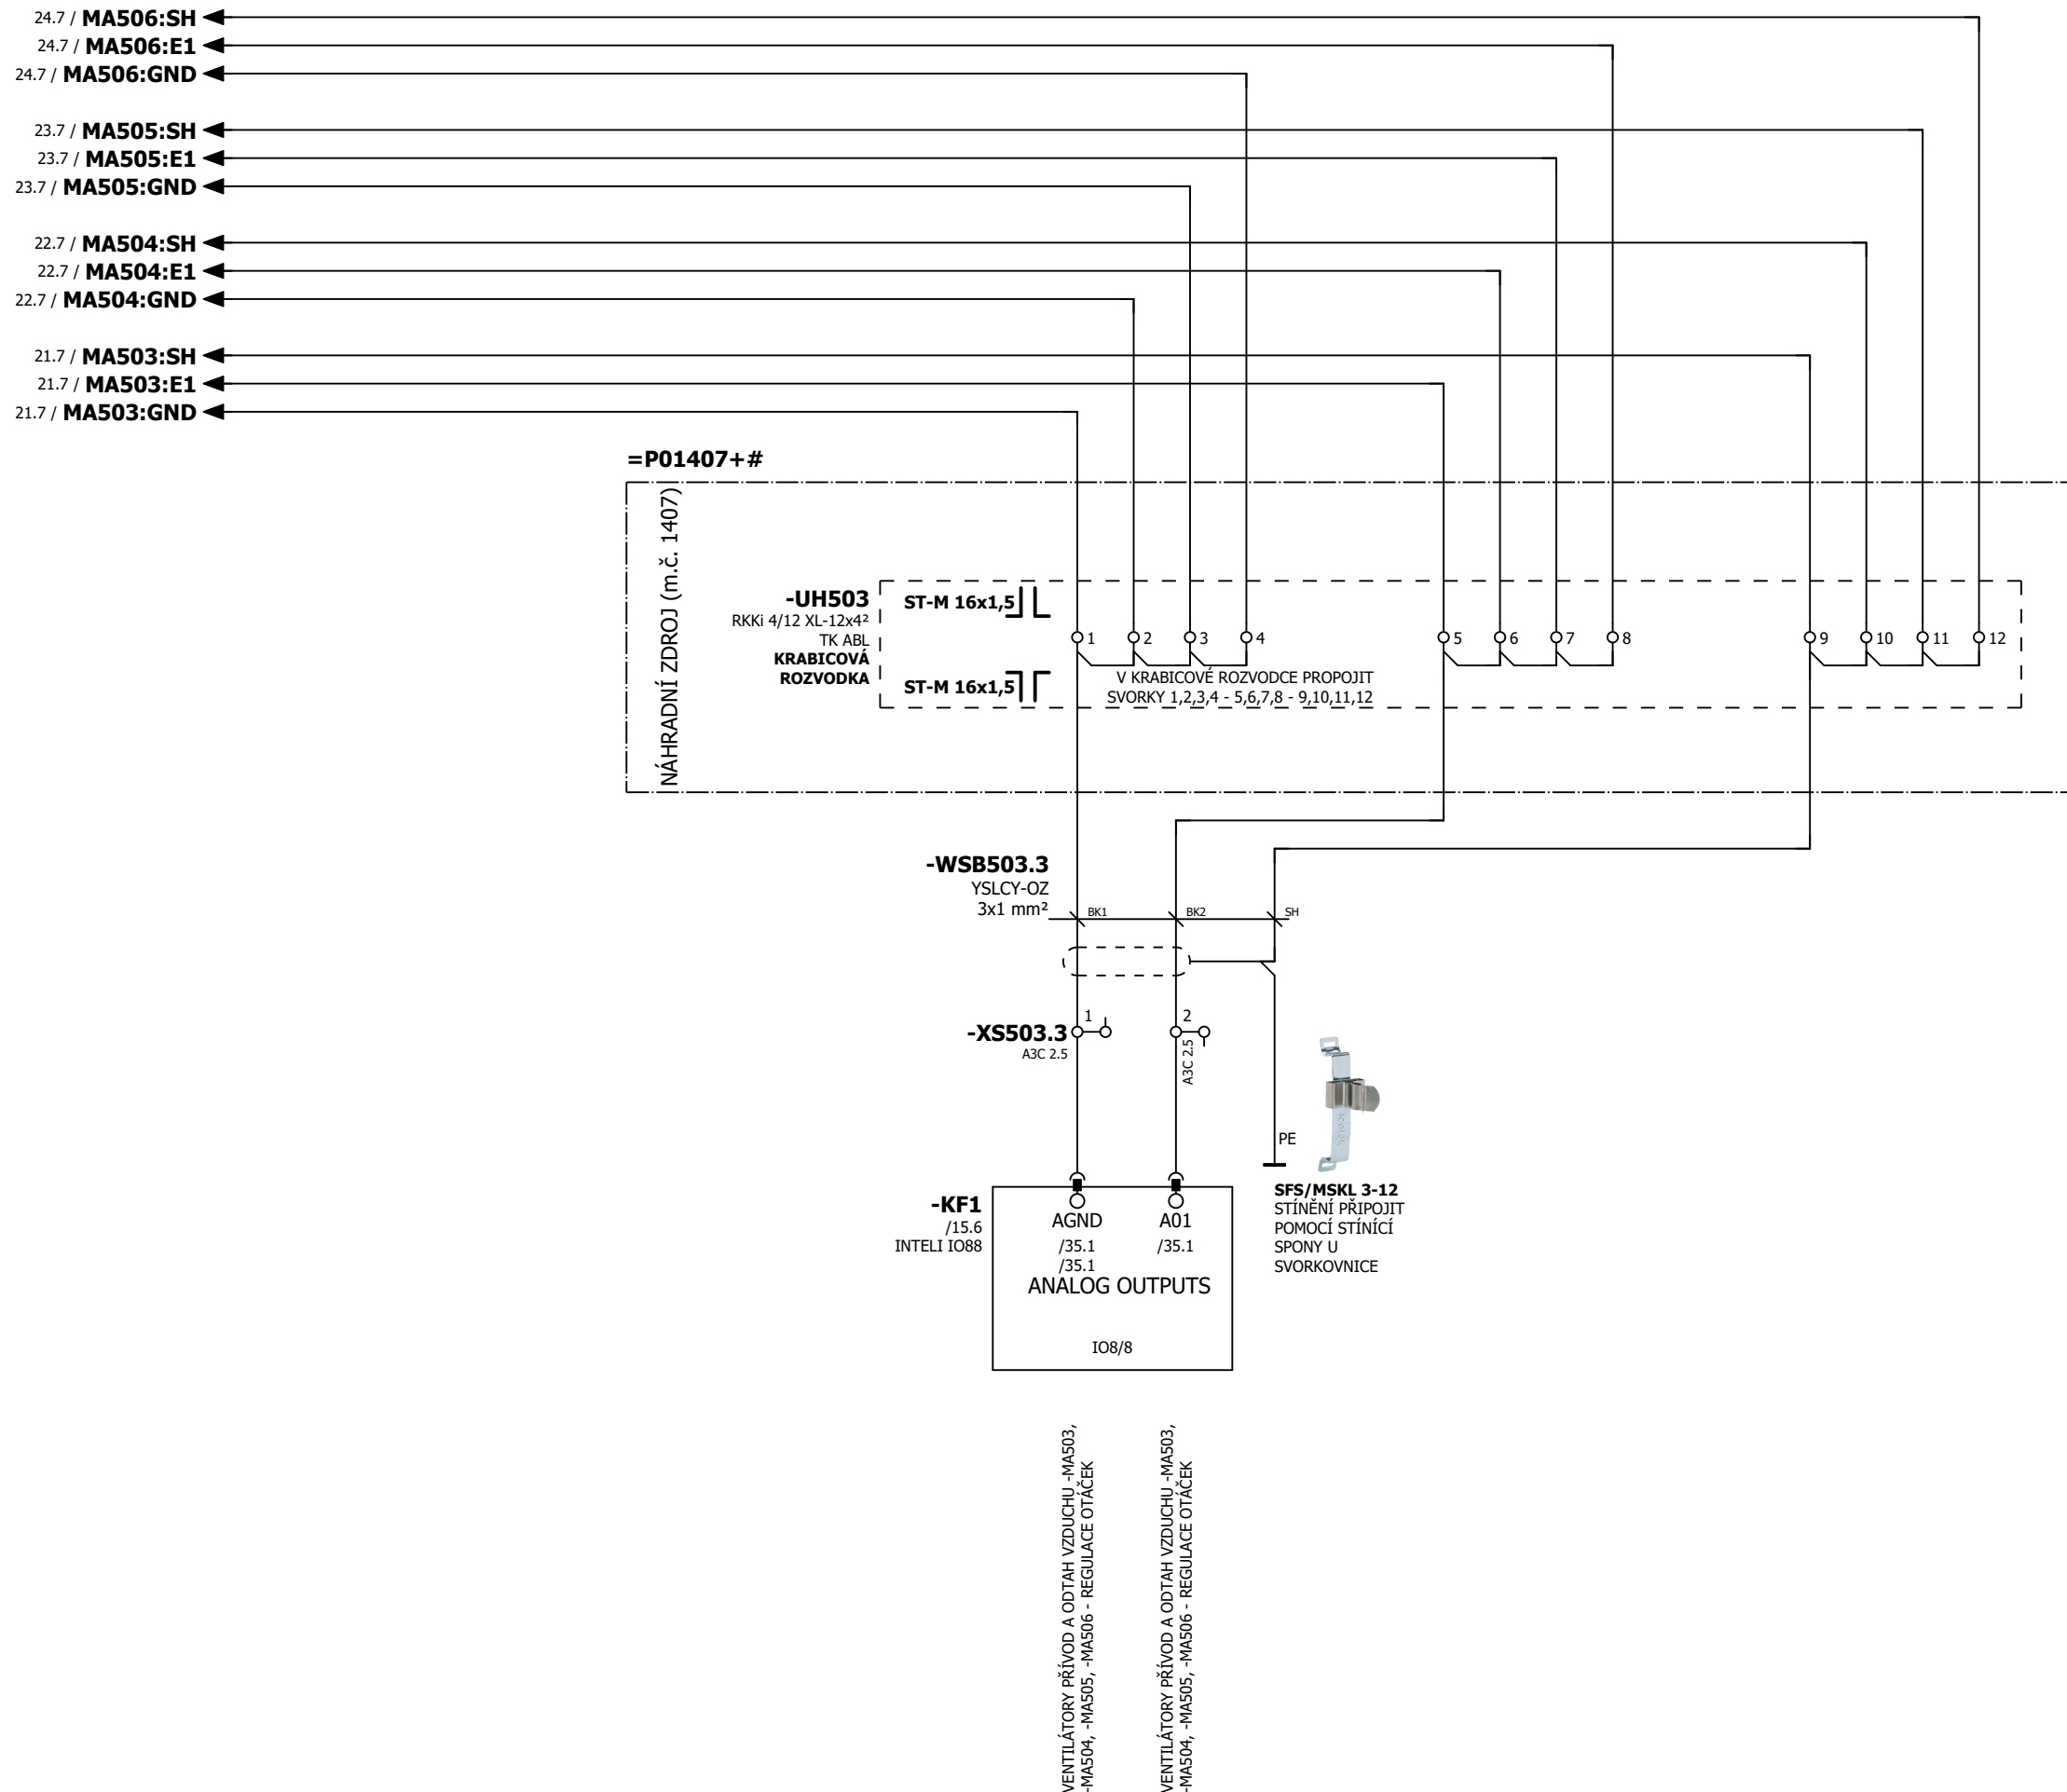 24.7 / MA506:SH
24.7 / MA506:E1
24.7 / MA506:GND
23.7 / MA505:SH
23.7 / MA505:E1
23.7 / MA505:GND
22.7 / MA504:SH
22.7 / MA504:E1
22.7 / MA504:GND
21.7 / MA503:SH
21.7 / MA503:E1
21.7 / MA503:GND
=P01407+#
NÁHRADNÍ ZDROJ (m.č. 1407)
-UH503
RKKi 4/12 XL-12x4²
TK ABL
KRABICOVÁ
ROZVODKA
ST-M 16x1,5
ST-M 16x1,5
1 2 3 4 5 6 7 8 9 10 11 12
V KRABICOVÉ ROZVODCE PROPOJIT
SVORKY 1,2,3,4 - 5,6,7,8 - 9,10,11,12
-WSB503.3
YSLCY-OZ
3x1 mm²
BK1 BK2 SH
-XS503.3
A3C 2.5
1 2
A3C 2.5
PE
SFS/MSKL 3-12
STÍNĚNÍ PŘIPOJIT
POMOCÍ STÍNÍCÍ
SPONY U
SVORKOVNICE
-KF1
/15.6
INTELI IO88
AGND A01
/35.1 /35.1
/35.1
ANALOG OUTPUTS
IO8/8
VENTILÁTORY PŘÍVOD A ODTAH VZDUCHU -MA503,
-MA504, -MA505, -MA506 - REGULACE OTÁČEK
VENTILÁTORY PŘÍVOD A ODTAH VZDUCHU -MA503,
-MA504, -MA505, -MA506 - REGULACE OTÁČEK